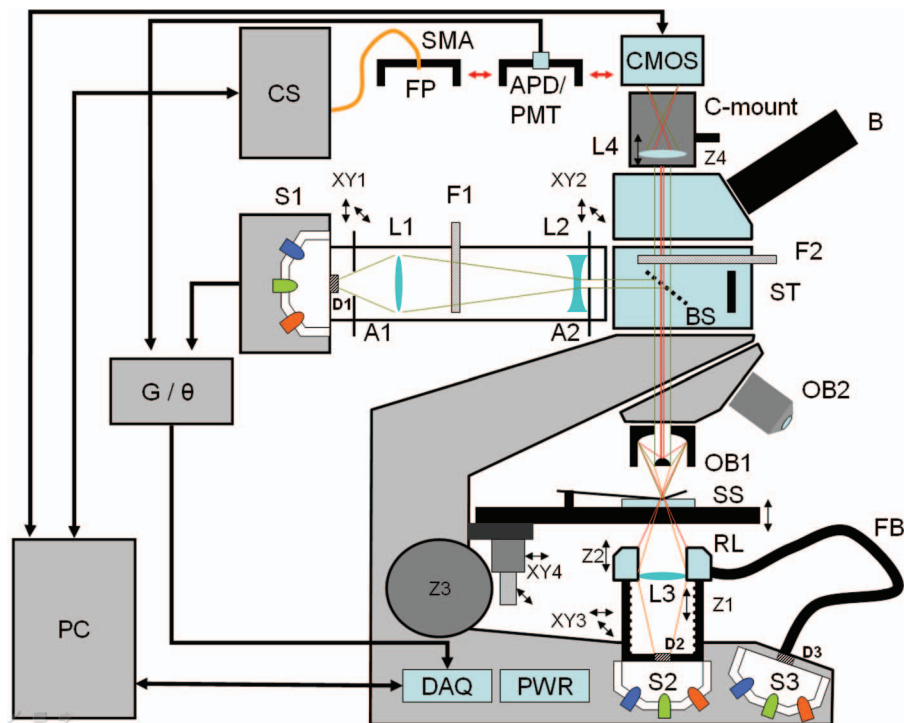 SMA
CMOS
CS
FP
APD/
PMT
C-mount
B
L4
Z4
XY1
F1
XY2
S1
L1
L2
F2
D1
ST
BS
A1
A2
G / θ
OB2
OB1
SS
FB
Z2
RL
XY4
Z3
L3
Z1
PC
XY3
D2
D3
DAQ
PWR
S2
S3